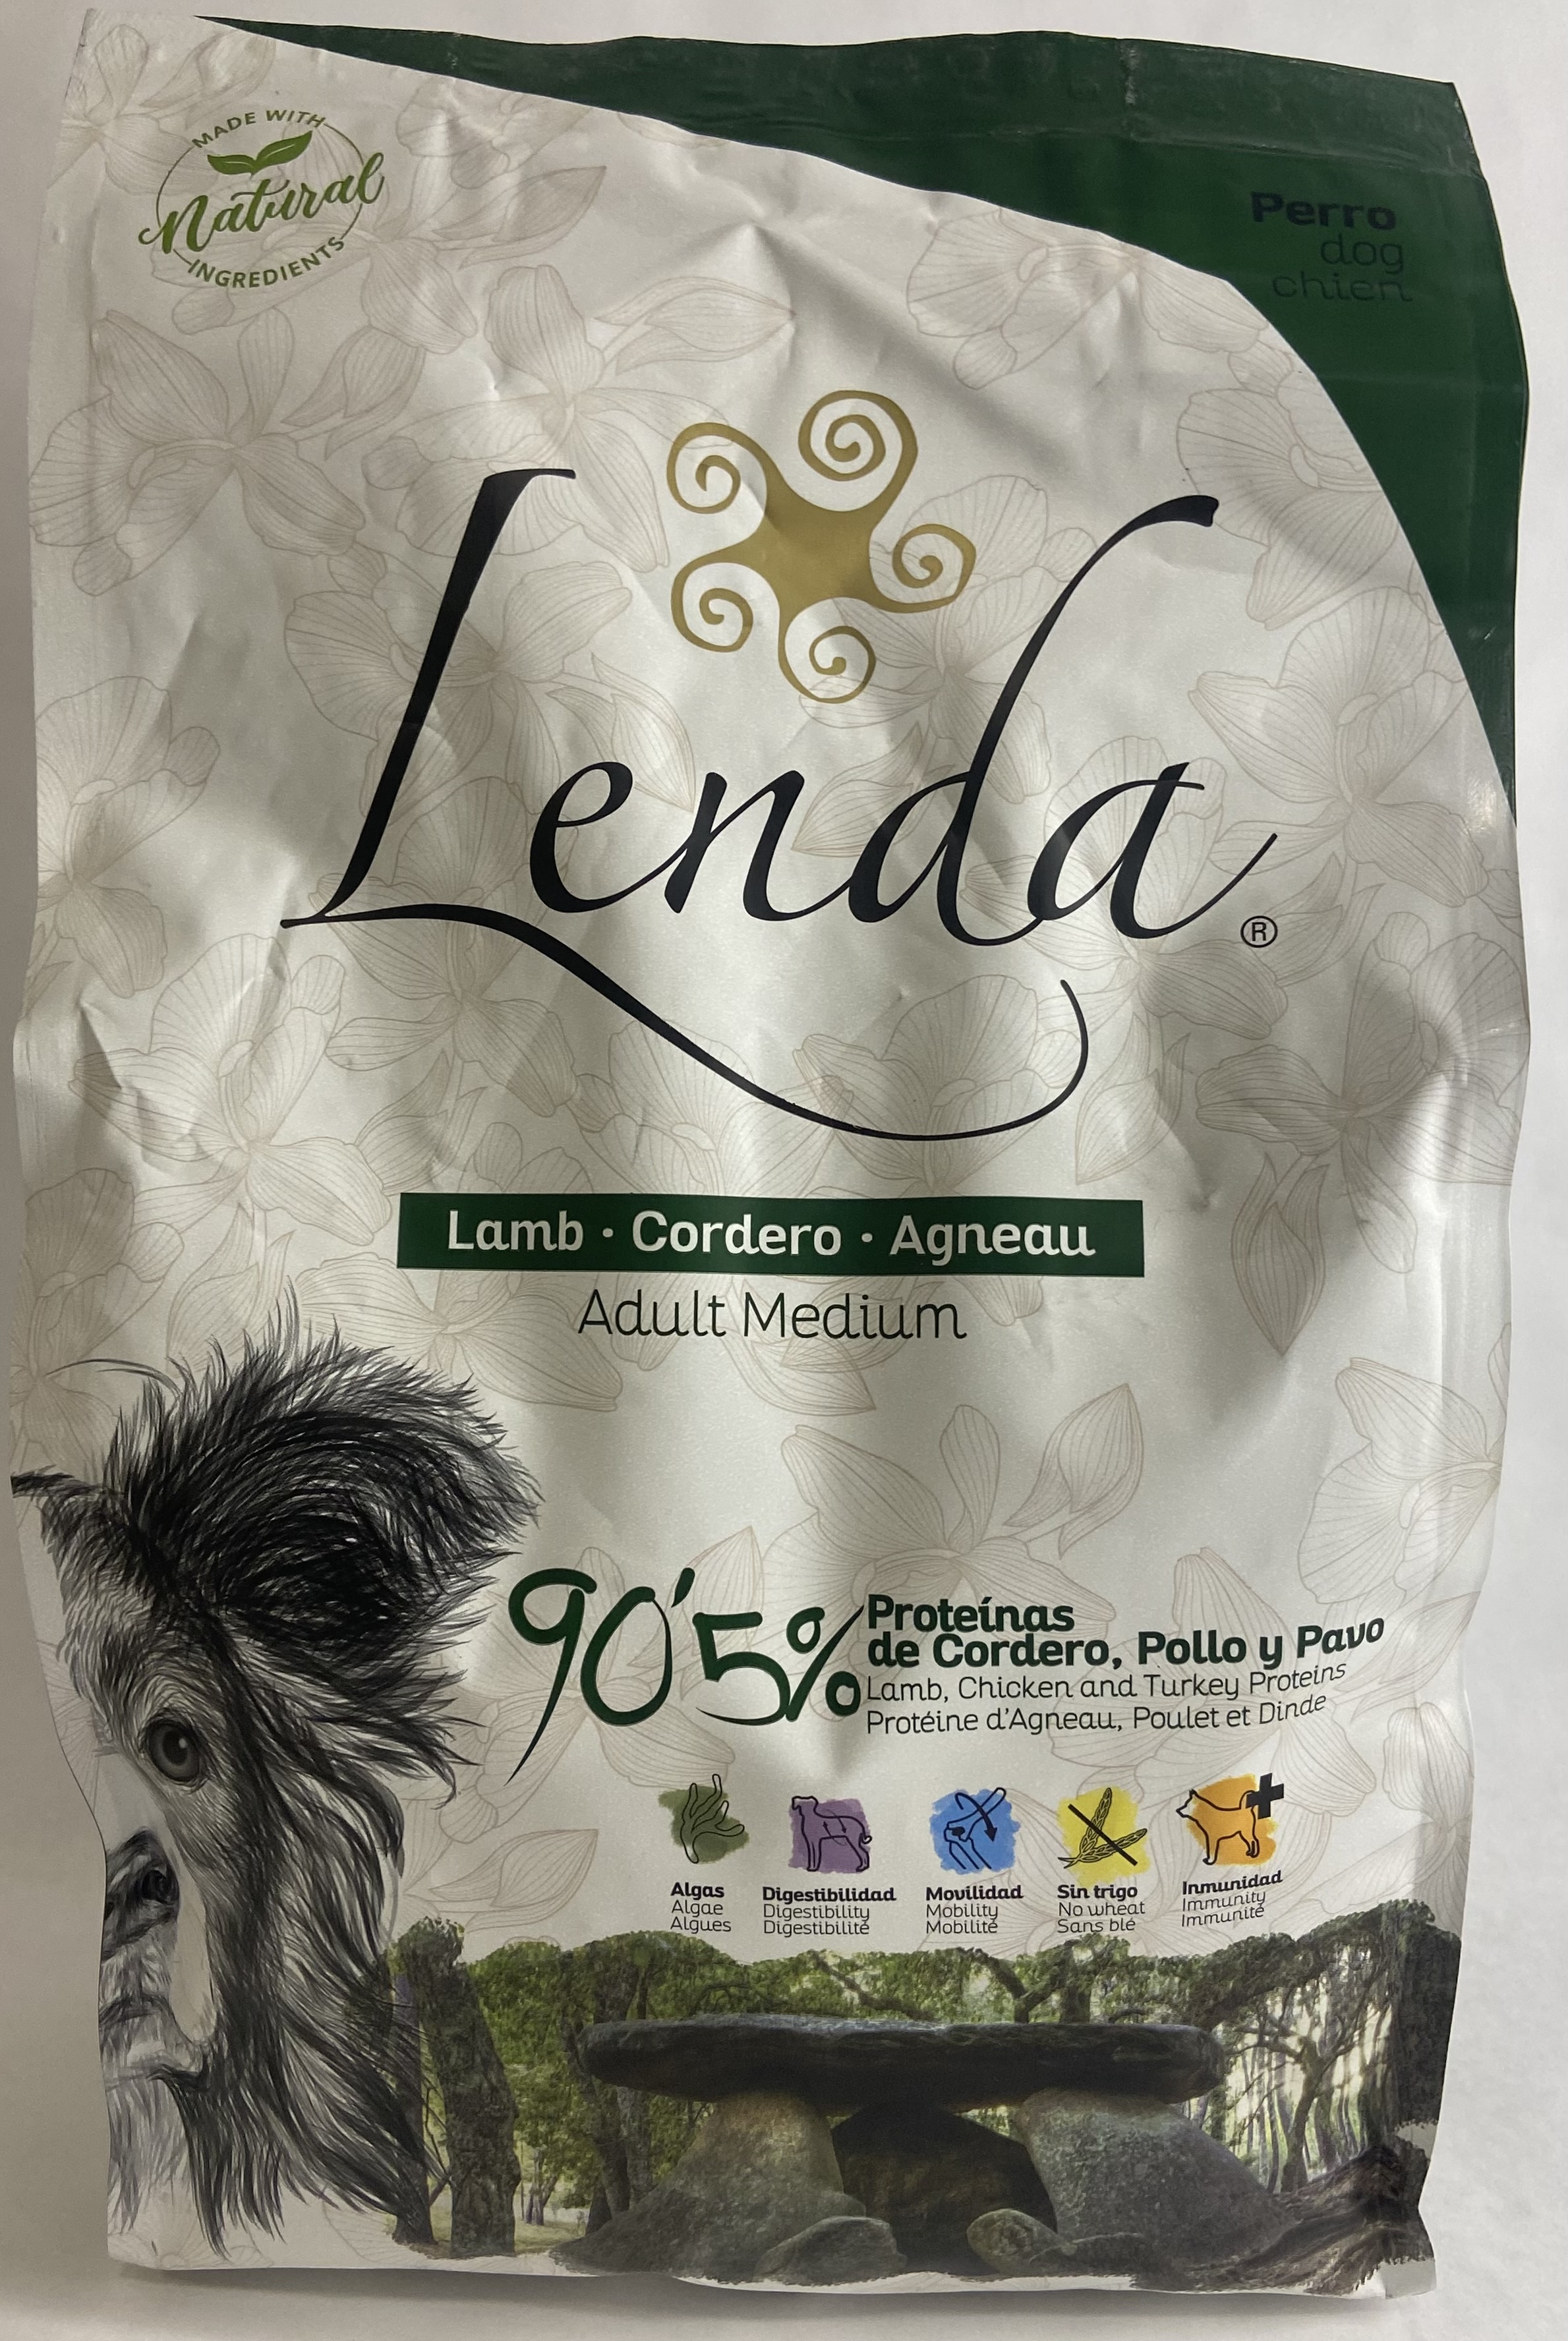 MADE WITH
Natural
INGREDIENTS
Perro
dog
chien
Lenda
®
Lamb · Cordero · Agneau
Adult Medium
90'5%
Proteínas
de Cordero, Pollo y Pavo
Lamb, Chicken and Turkey Proteins
Protéine d'Agneau, Poulet et Dinde
Algas
Algae
Algues
Digestibilidad
Digestibility
Digestibilité
Movilidad
Mobility
Mobilité
Sin trigo
No wheat
Sans blé
Inmunidad
Immunity
Immunité